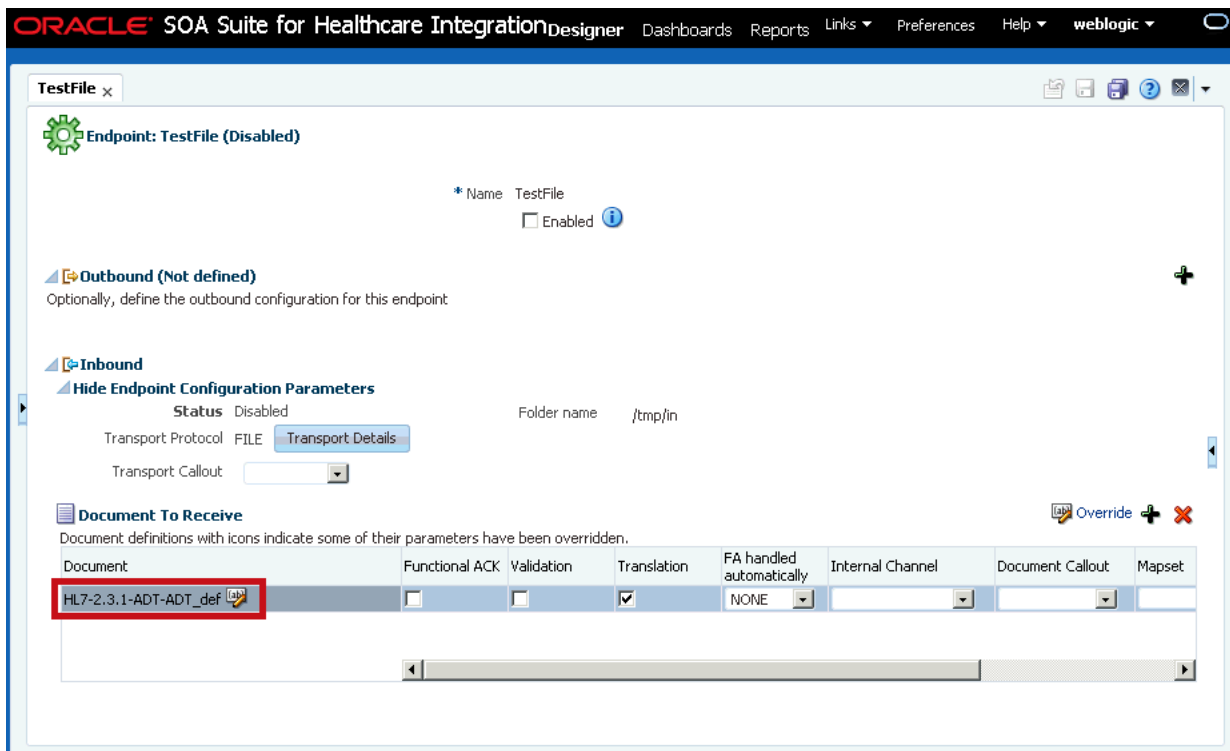 ORACLE SOA Suite for Healthcare Integration Designer Dashboards Reports Links Preferences Help weblogic
TestFile x
Endpoint: TestFile (Disabled)
* Name TestFile
Enabled
Outbound (Not defined)
Optionally, define the outbound configuration for this endpoint
Inbound
Hide Endpoint Configuration Parameters
Status Disabled Folder name /tmp/in
Transport Protocol FILE Transport Details
Transport Callout
Document To Receive Override
Document definitions with icons indicate some of their parameters have been overridden.
Document Functional ACK Validation Translation FA handled automatically Internal Channel Document Callout Mapset
HL7-2.3.1-ADT-ADT_def NONE